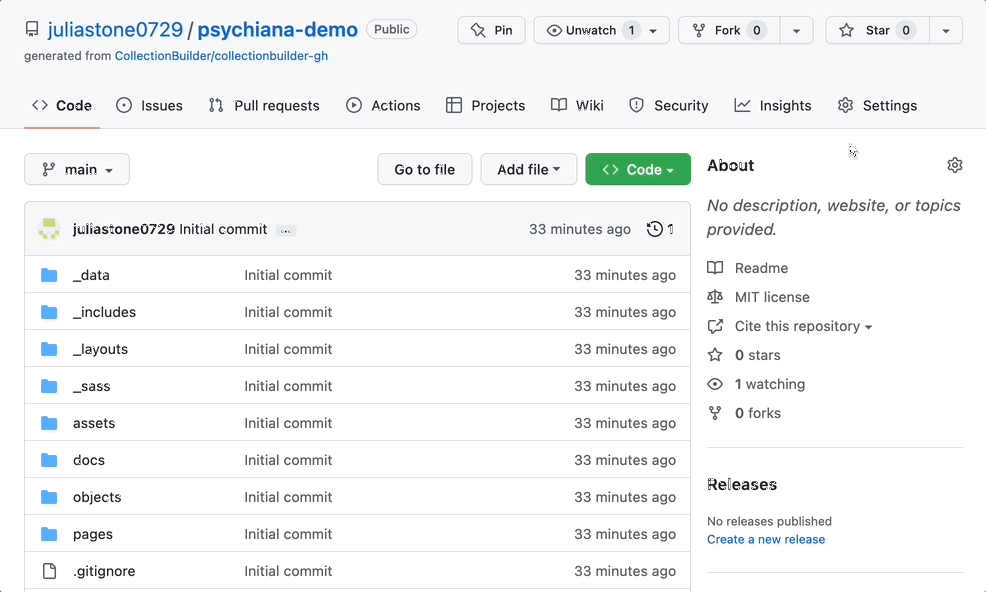 juliastone0729 / psychiana-demo Public Pin Unwatch 1 Fork 0 Star 0
generated from CollectionBuilder/collectionbuilder-gh
Code Issues Pull requests Actions Projects Wiki Security Insights Settings
main Go to file Add file Code
juliastone0729 Initial commit ... 33 minutes ago 1
_data Initial commit 33 minutes ago
_includes Initial commit 33 minutes ago
_layouts Initial commit 33 minutes ago
_sass Initial commit 33 minutes ago
assets Initial commit 33 minutes ago
docs Initial commit 33 minutes ago
objects Initial commit 33 minutes ago
pages Initial commit 33 minutes ago
.gitignore Initial commit 33 minutes ago
About
No description, website, or topics
provided.
Readme
MIT license
Cite this repository
0 stars
1 watching
0 forks
Releases
No releases published
Create a new release